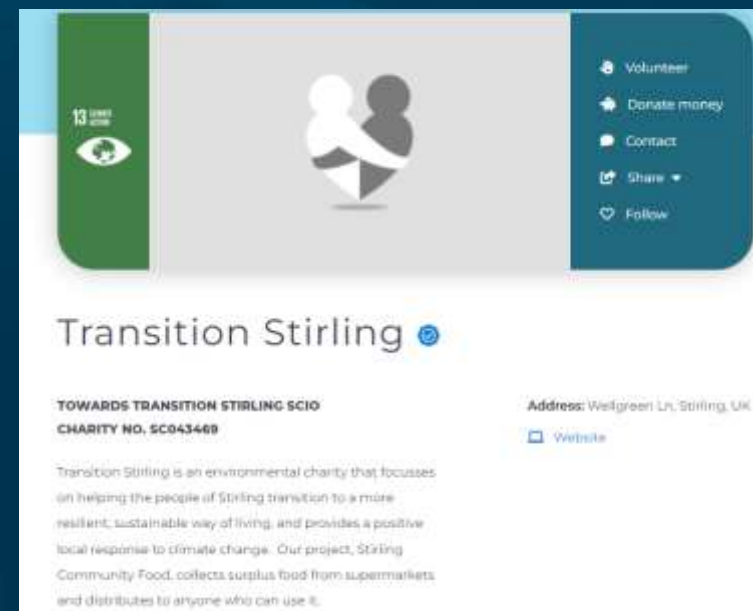 13 CLIMATE
ACTION
Volunteer
Donate money
Contact
Share
Follow
Transition Stirling
TOWARDS TRANSITION STIRLING SCIO
CHARITY NO. SC043469
Address: Wellgreen Ln, Stirling, UK
Website
Transition Stirling is an environmental charity that focusses
on helping the people of Stirling transition to a more
resilient, sustainable way of living, and provides a positive
local response to climate change. Our project, Stirling
Community Food, collects surplus food from supermarkets
and distributes to anyone who can use it.